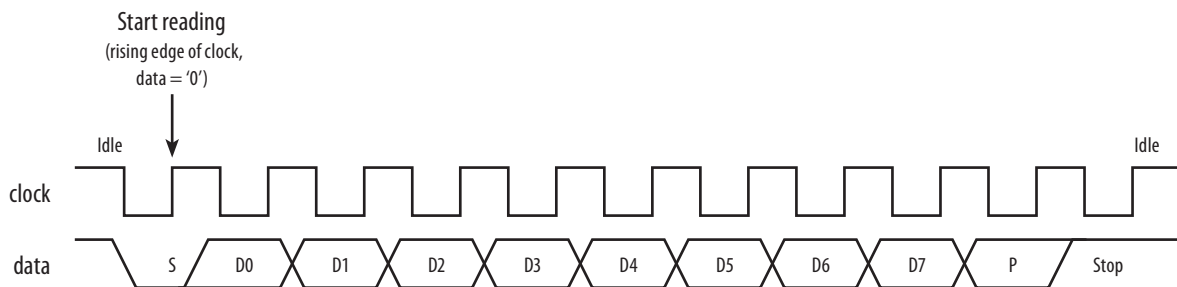 Start reading
(rising edge of clock,
data = ‘0’)
Idle
Idle
clock
data
S D0 D1 D2 D3 D4 D5 D6 D7 P Stop